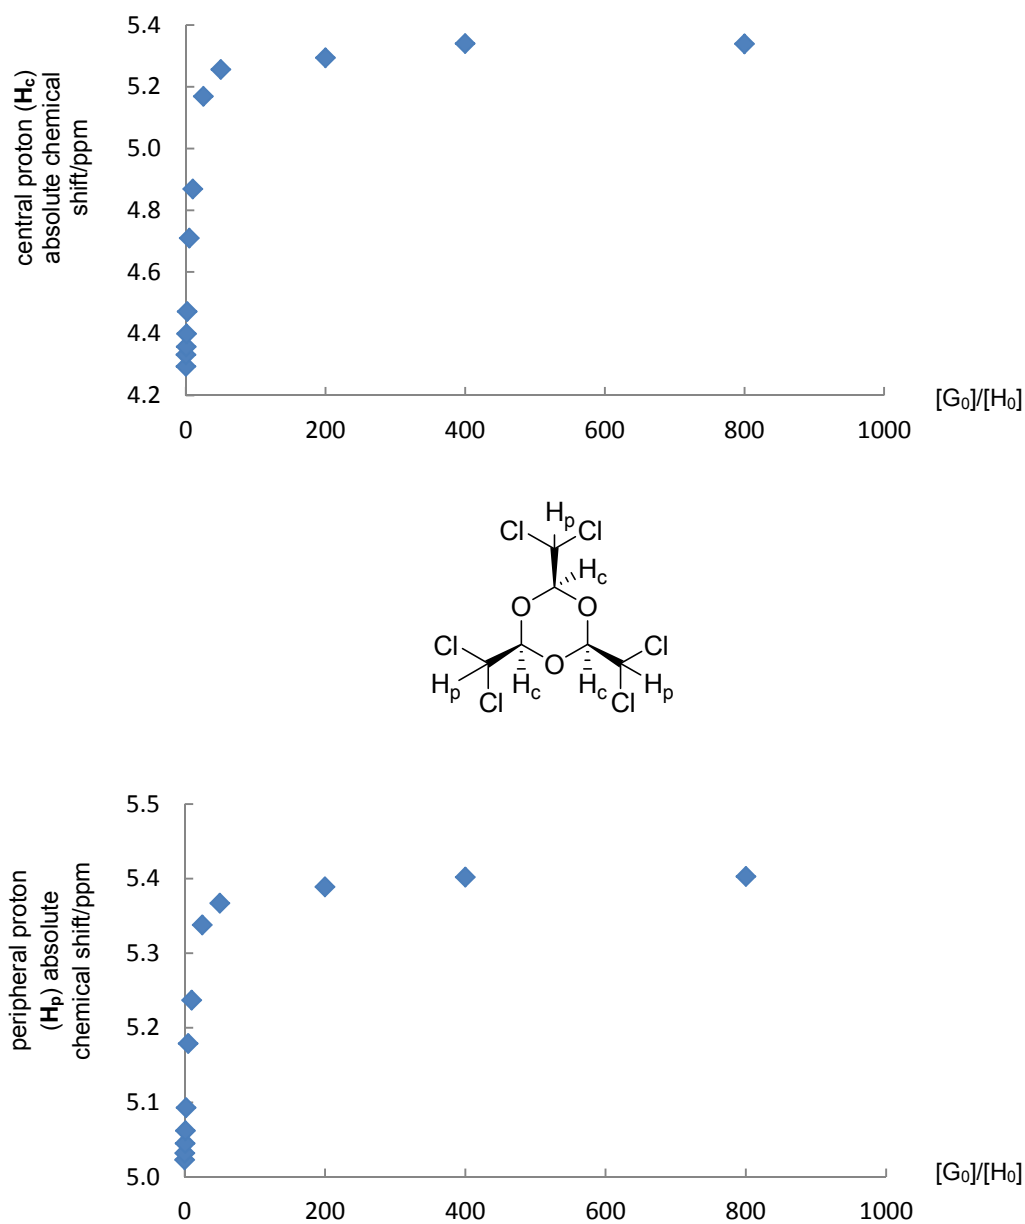 5.4
5.2
5.0
4.8
4.6
4.4
4.2
central proton (Hc)
absolute chemical
shift/ppm
0 200 400 600 800 1000
[G0]/[H0]
Hp
Cl Cl
Hc
O O
Cl O Cl
Hp Hc Hc Hp
Cl Cl
5.5
5.4
5.3
5.2
5.1
5.0
peripheral proton
(Hp) absolute
chemical shift/ppm
0 200 400 600 800 1000
[G0]/[H0]